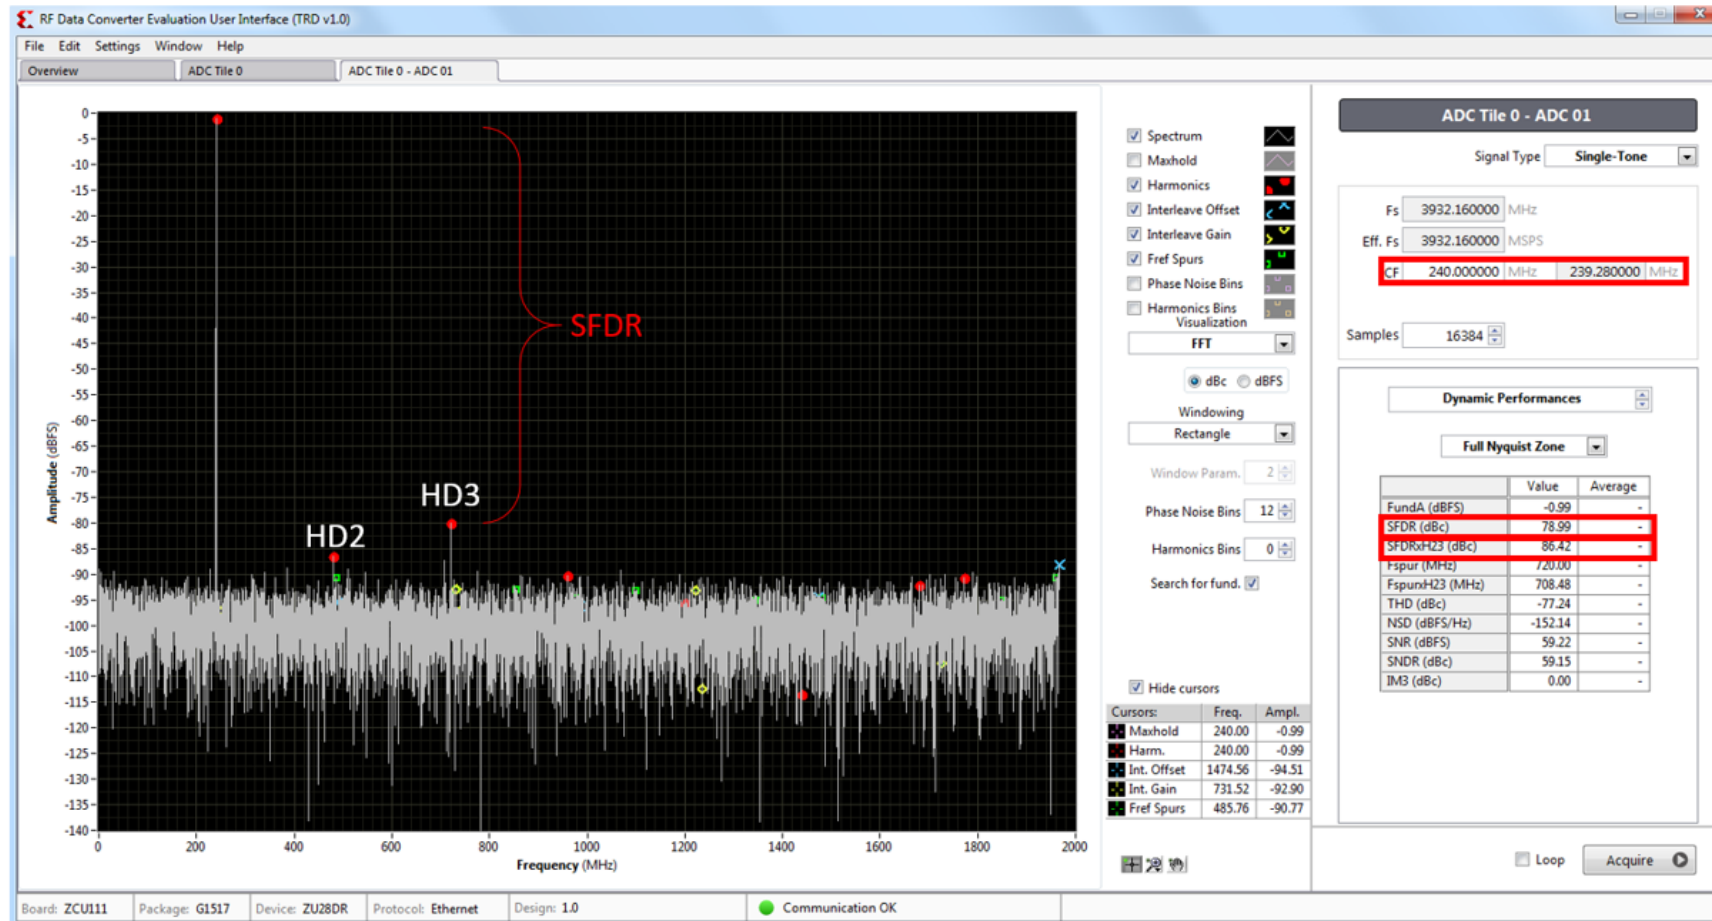 RF Data Converter Evaluation User Interface (TRD v1.0)
File Edit Settings Window Help
Overview ADC Tile 0 ADC Tile 0 - ADC 01
0
-5
-10
-15
-20
-25
-30
-35
-40
-45
-50
-55
-60
-65
-70
-75
-80
-85
-90
-95
-100
-105
-110
-115
-120
-125
-130
-135
-140
Amplitude (dBFS)
SFDR
HD3
HD2
0 200 400 600 800 1000 1200 1400 1600 1800 2000
Frequency (MHz)
Spectrum
Maxhold
Harmonics
Interleave Offset
Interleave Gain
Fref Spurs
Phase Noise Bins
Harmonics Bins
Visualization
FFT
dBc dBFS
Windowing
Rectangle
Window Param. 2
Phase Noise Bins 12
Harmonics Bins 0
Search for fund.
Hide cursors
Cursors: Freq. Ampl.
Maxhold 240.00 -0.99
Harm. 240.00 -0.99
Int. Offset 1474.56 -94.51
Int. Gain 731.52 -92.90
Fref Spurs 485.76 -90.77
ADC Tile 0 - ADC 01
Signal Type Single-Tone
Fs 3932.160000 MHz
Eff. Fs 3932.160000 MSPS
CF 240.000000 MHz 239.280000 MHz
Samples 16384
Dynamic Performances
Full Nyquist Zone
Value Average
FundA (dBFS) -0.99 -
SFDR (dBc) 78.99 -
SFDRxH23 (dBc) 86.42 -
Fspur (MHz) 720.00 -
FspurxH23 (MHz) 708.48 -
THD (dBc) -77.24 -
NSD (dBFS/Hz) -152.14 -
SNR (dBFS) 59.22 -
SNDR (dBc) 59.15 -
IM3 (dBc) 0.00 -
Loop Acquire
Board: ZCU111 Package: G1517 Device: ZU28DR Protocol: Ethernet Design: 1.0 Communication OK